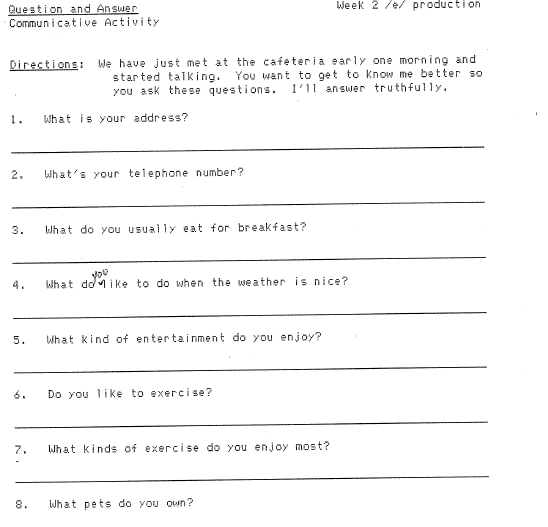 Question and Answer
Week 2 /e/ production
Communicative Activity
Directions: We have just met at the cafeteria early one morning and
started talking. You want to get to know me better so
you ask these questions. I'll answer truthfully.
1. What is your address?
2. What's your telephone number?
3. What do you usually eat for breakfast?
4. What do you like to do when the weather is nice?
5. What kind of entertainment do you enjoy?
6. Do you like to exercise?
7. What kinds of exercise do you enjoy most?
8. What pets do you own?